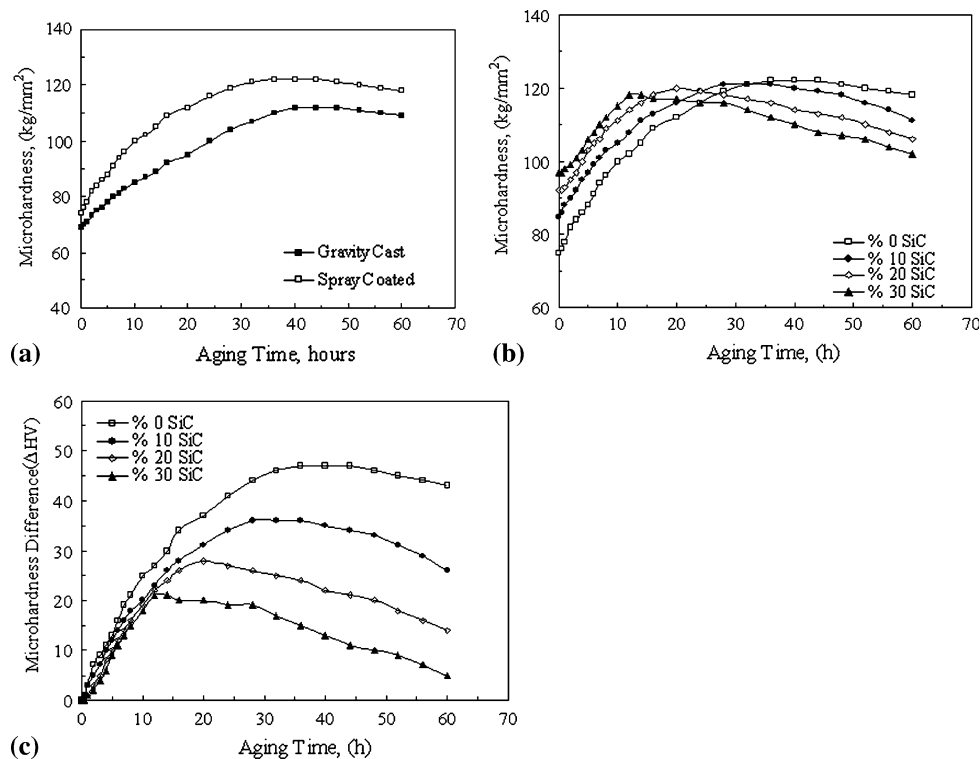 140
120
100
80
60
40
Microhardness, (kg/mm²)
Gravity Cast
Spray Coated
0 10 20 30 40 50 60 70
(a)
Aging Time, hours
140
120
100
80
60
Microhardness, (kg/mm²)
% 0 SiC
% 10 SiC
% 20 SiC
% 30 SiC
0 10 20 30 40 50 60 70
(b)
Aging Time, (h)
60
50
40
30
20
10
0
Microhardness Difference(ΔHV)
% 0 SiC
% 10 SiC
% 20 SiC
% 30 SiC
0 10 20 30 40 50 60 70
(c)
Aging Time, (h)